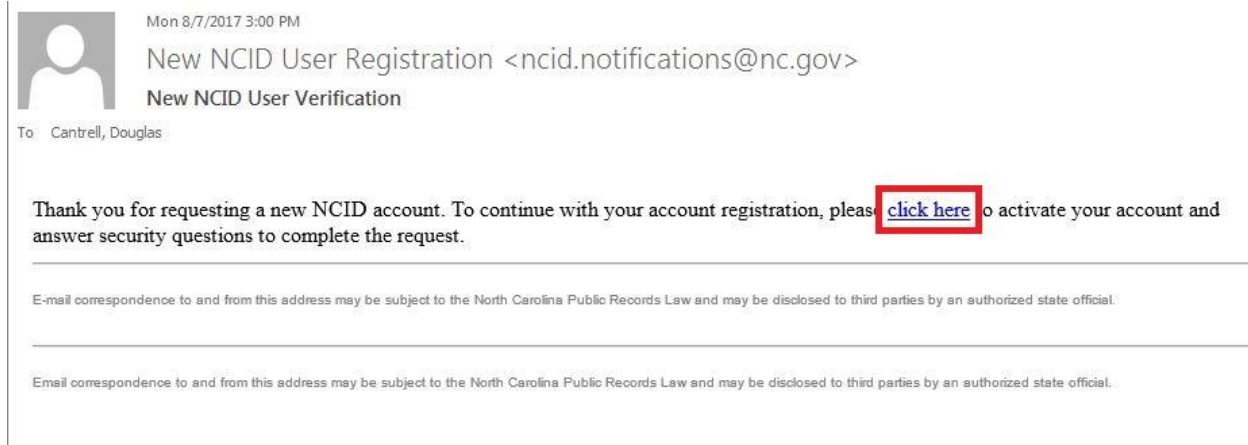 Mon 8/7/2017 3:00 PM
New NCID User Registration <ncid.notifications@nc.gov>
New NCID User Verification
To Cantrell, Douglas
Thank you for requesting a new NCID account. To continue with your account registration, pleas click here o activate your account and
answer security questions to complete the request.
E-mail correspondence to and from this address may be subject to the North Carolina Public Records Law and may be disclosed to third parties by an authorized state official.
Email correspondence to and from this address may be subject to the North Carolina Public Records Law and may be disclosed to third parties by an authorized state official.